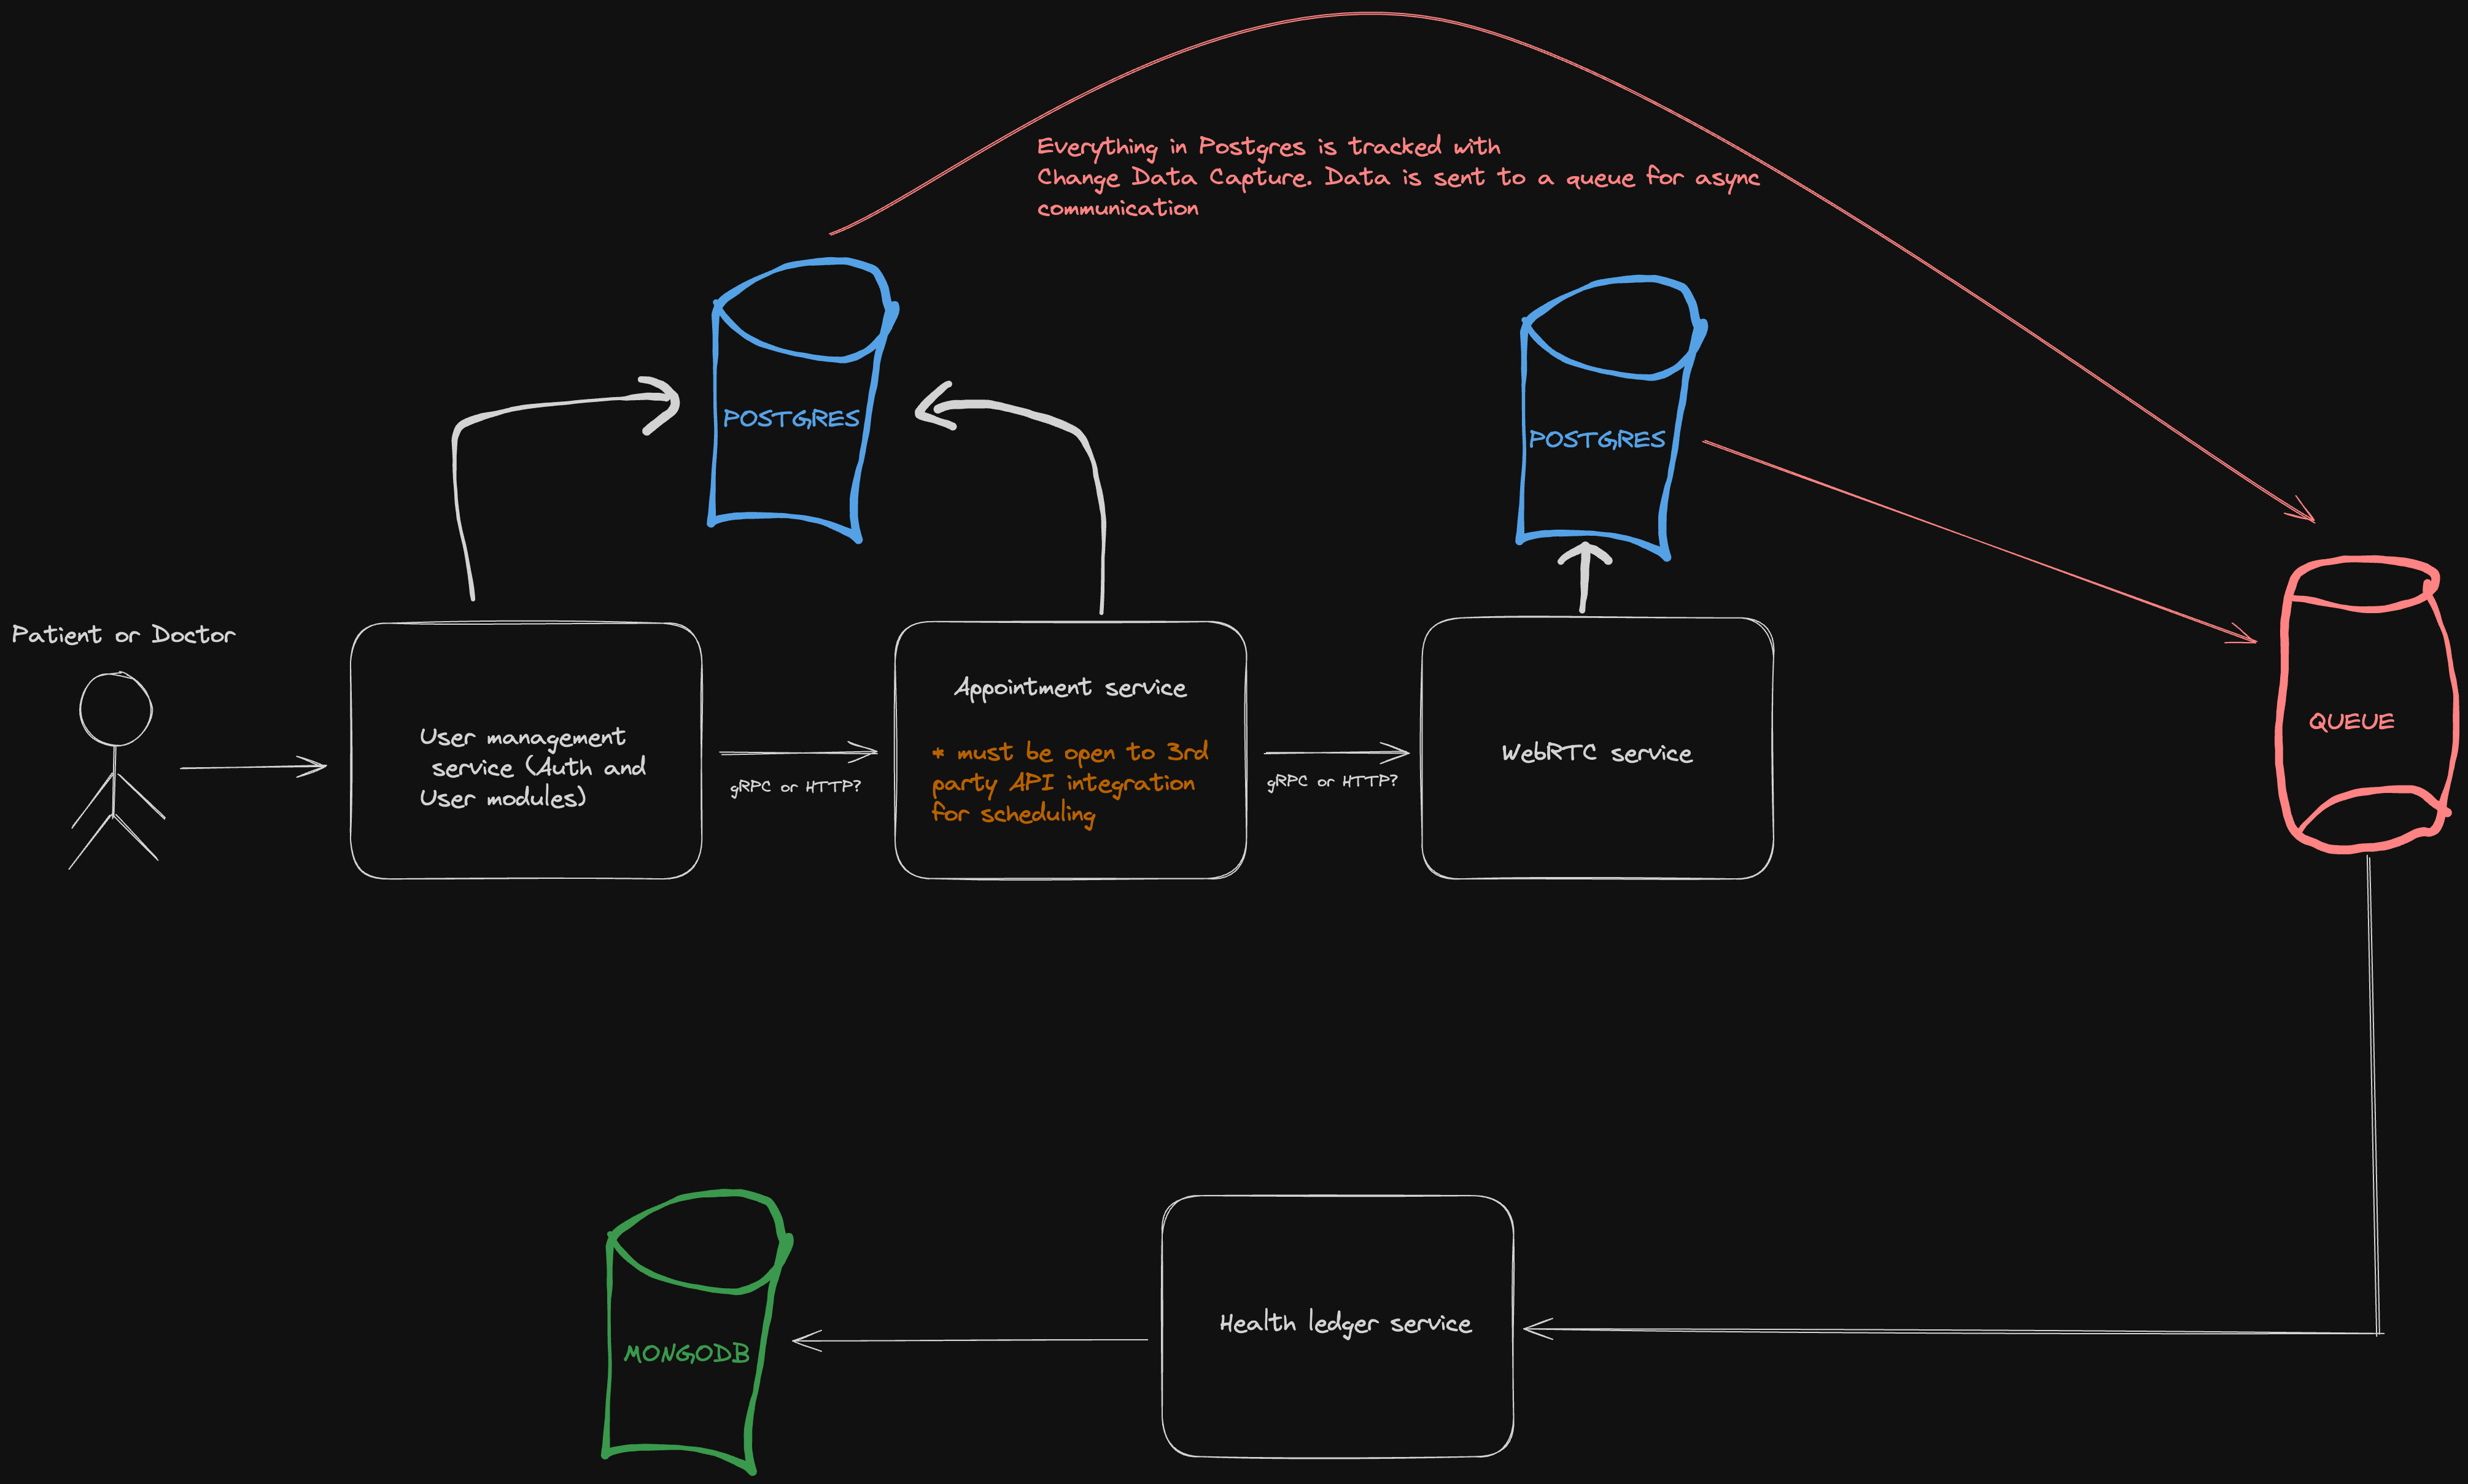 Everything in Postgres is tracked with
Change Data Capture. Data is sent to a queue for async
communication
POSTGRES
POSTGRES
Patient or Doctor
User management
service (Auth and
User modules)
gRPC or HTTP?
Appointment service
* must be open to 3rd
party API integration
for scheduling
gRPC or HTTP?
WebRTC service
QUEUE
MONGODB
Health ledger service